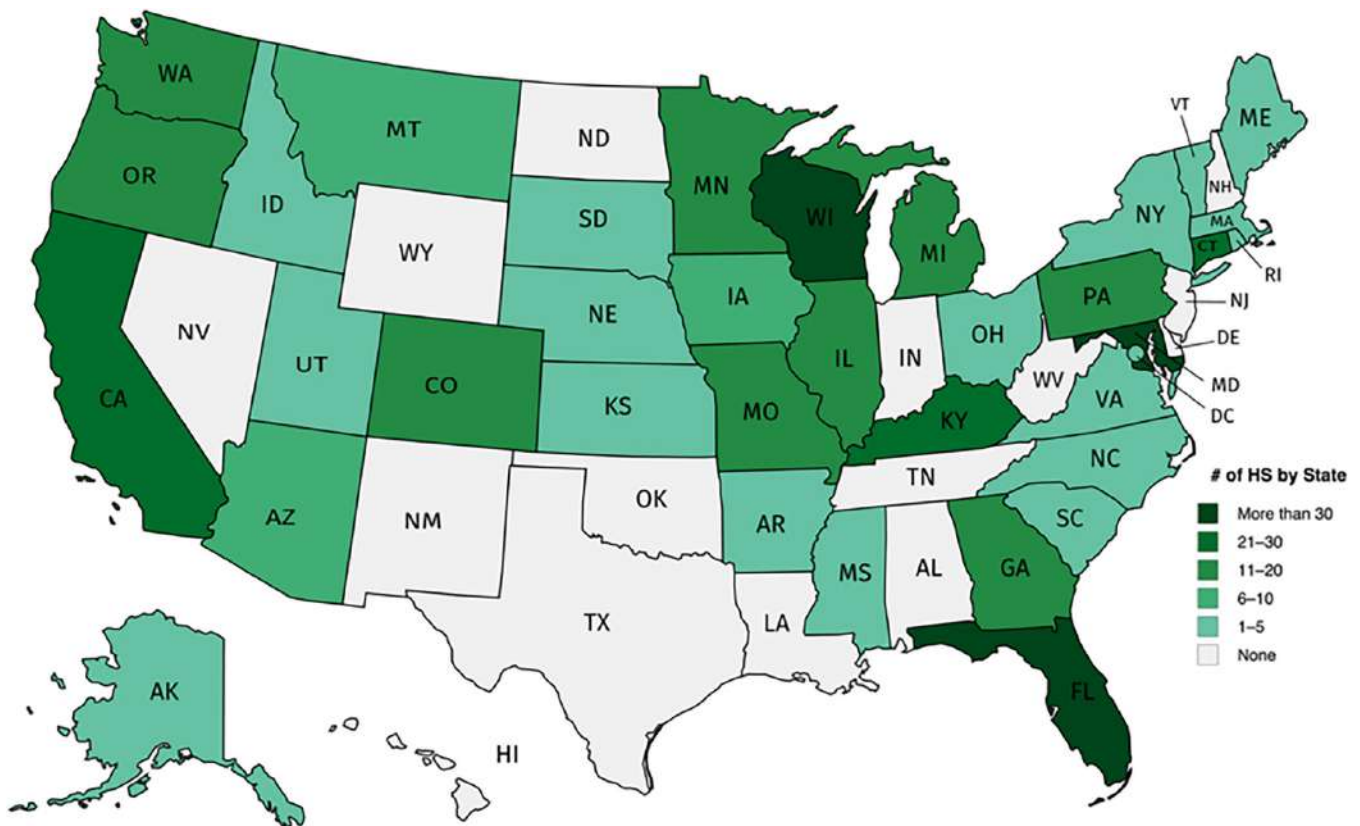 WA
MT
ND
MN
VT
ME
OR
ID
SD
WI
MI
NY
NH
MA
CT
RI
WY
NE
IA
PA
NJ
NV
UT
CO
KS
MO
IL
IN
OH
WV
VA
DE
MD
DC
CA
KY
AZ
NM
OK
AR
TN
NC
SC
TX
LA
MS
AL
GA
FL
AK
HI
# of HS by State
More than 30
21–30
11–20
6–10
1–5
None